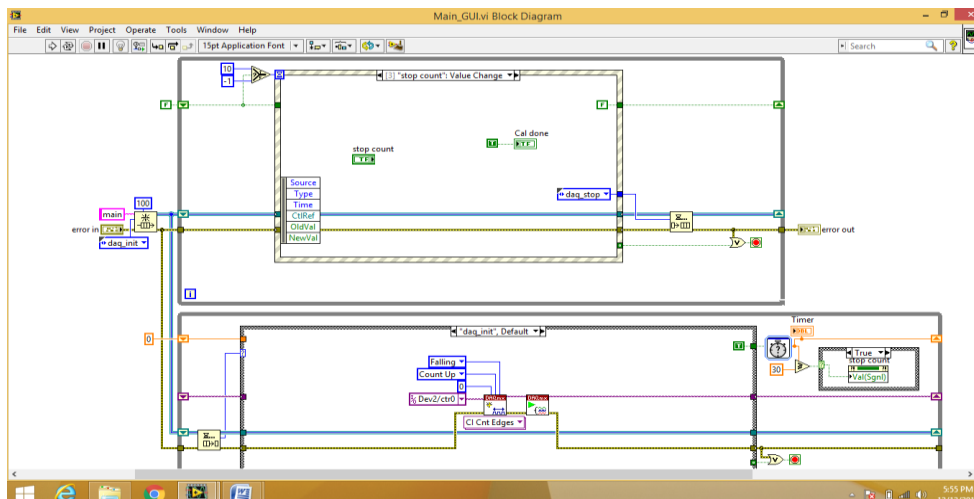 Main_GUI.vi Block Diagram
File Edit View Project Operate Tools Window Help
15pt Application Font
Search
10
-1
[3] "stop count": Value Change
F
F
Cal done
T
TF
stop count
TF
Source
Type
Time
CtlRef
OldVal
NewVal
daq_stop
100
main
error in
daq_init
error out
i
Timer
DBL
0
"daq_init", Default
T
True
stop count
Val(Sgnl)
30
Falling
Count Up
0
Dev2/ctr0
CI Cnt Edges
5:55 PM